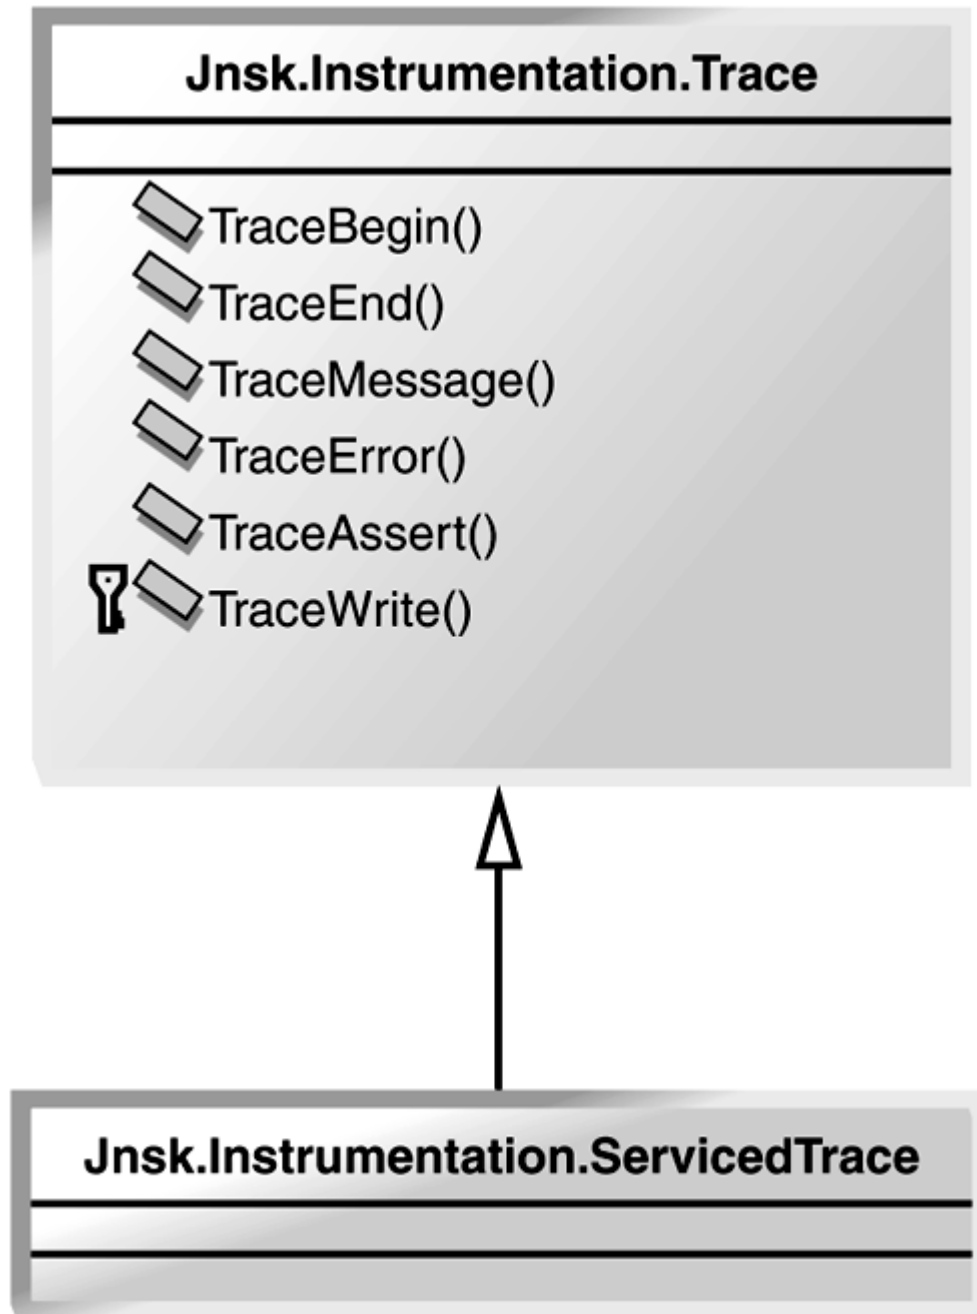 Jnsk.Instrumentation.Trace
TraceBegin()
TraceEnd()
TraceMessage()
TraceError()
TraceAssert()
TraceWrite()
Jnsk.Instrumentation.ServicedTrace